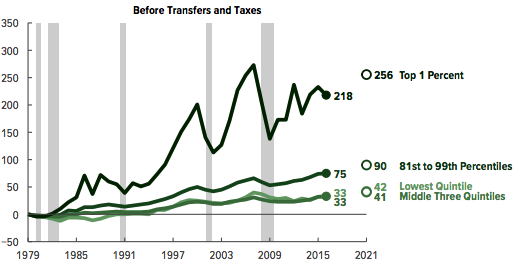 Before Transfers and Taxes
350
300
250
200
150
100
50
0
−50
256 Top 1 Percent
218
90 81st to 99th Percentiles
75
42 Lowest Quintile
41 Middle Three Quintiles
33
33
1979 1985 1991 1997 2003 2009 2015 2021